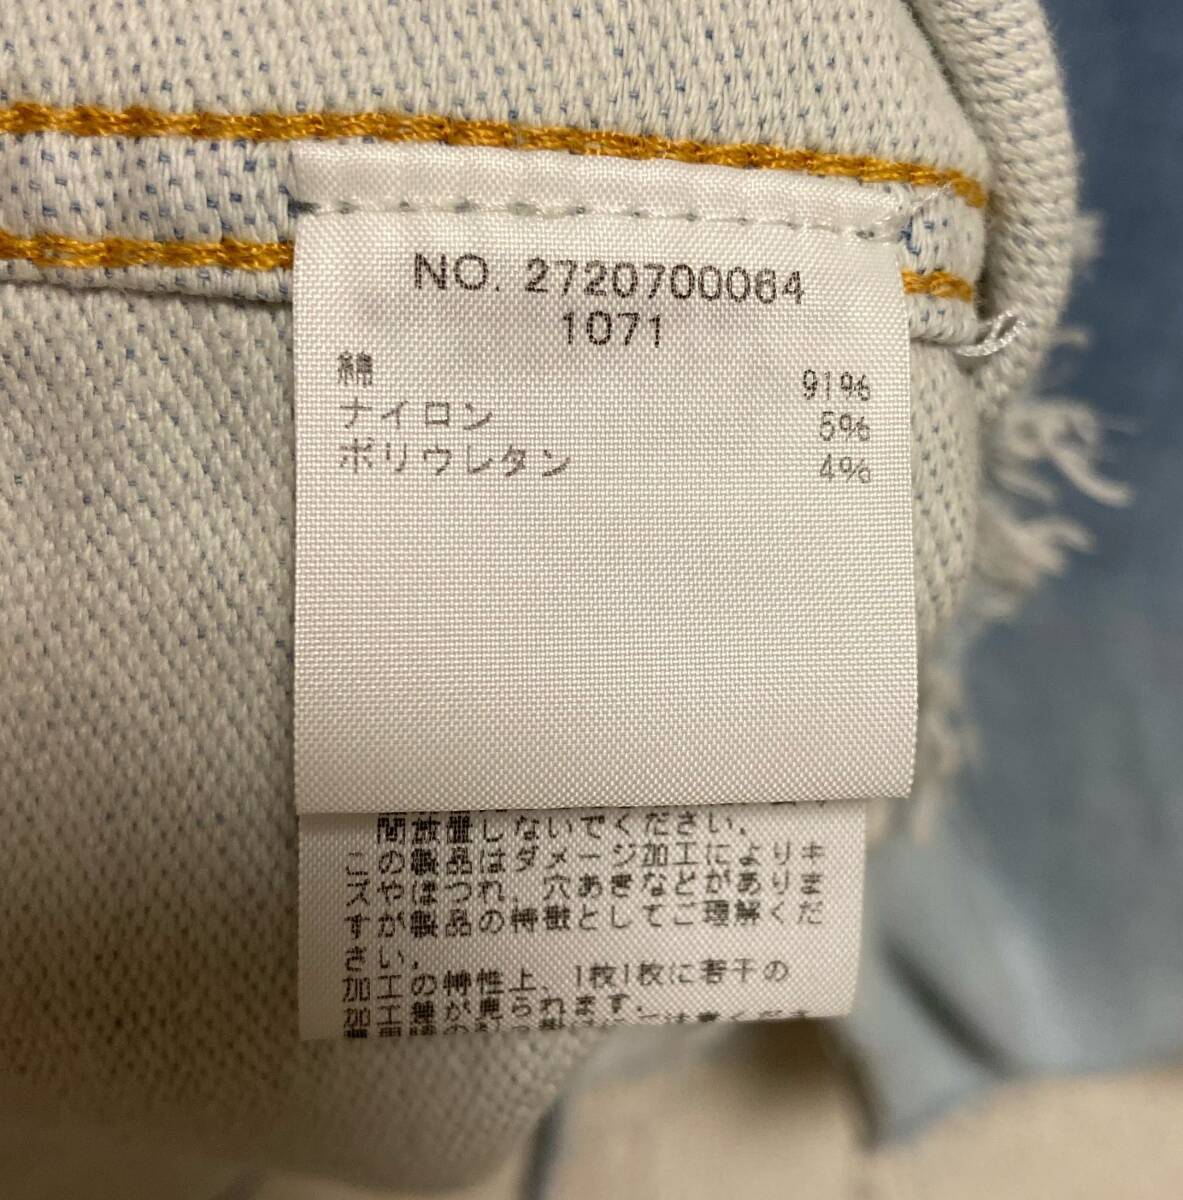 NO. 2720700064
1071
綿 91%
ナイロン 5%
ポリウレタン 4%
間放置しないでください.
この製品はダメージ加工によりキ
ズやほつれ、穴あきなどがありま
すが製品の特徴としてご理解くだ
さい.
加工の特性上、1枚1枚に若干の
加工種が見られます.